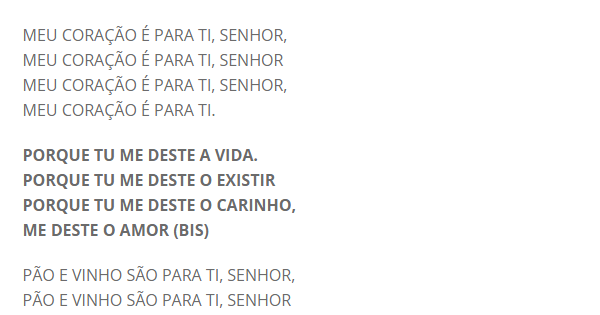 MEU CORAÇÃO É PARA TI, SENHOR,
MEU CORAÇÃO É PARA TI, SENHOR
MEU CORAÇÃO É PARA TI, SENHOR,
MEU CORAÇÃO É PARA TI.
PORQUE TU ME DESTE A VIDA.
PORQUE TU ME DESTE O EXISTIR
PORQUE TU ME DESTE O CARINHO,
ME DESTE O AMOR (BIS)
PÃO E VINHO SÃO PARA TI, SENHOR,
PÃO E VINHO SÃO PARA TI, SENHOR